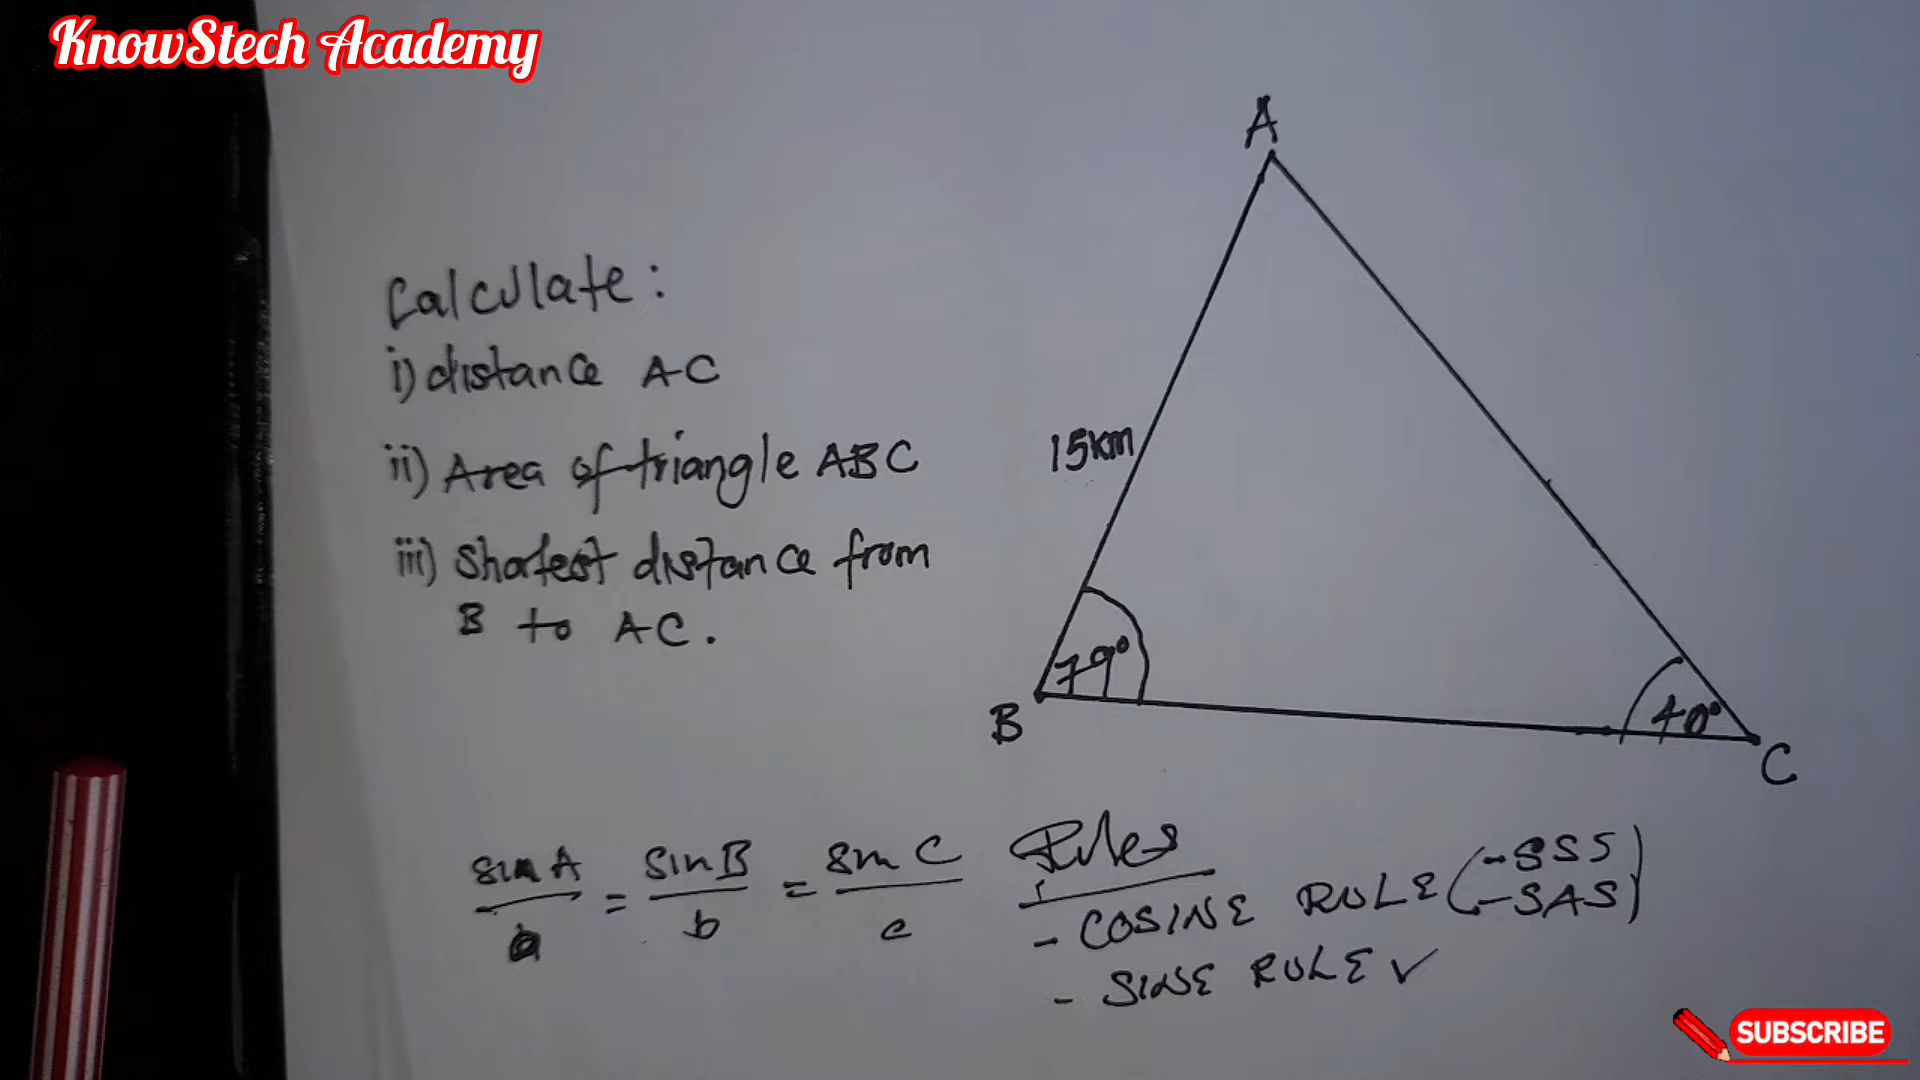 KnowStech Academy
A
Calculate:
i) distance AC
ii) Area of triangle ABC
iii) Shortest distance from
B to AC.
15km
79°
40°
B
C
sin A / a = sin B / b = sin C / c
Rules
- COSINE RULE (-SSS
-SAS)
- SINE RULE ✓
SUBSCRIBE